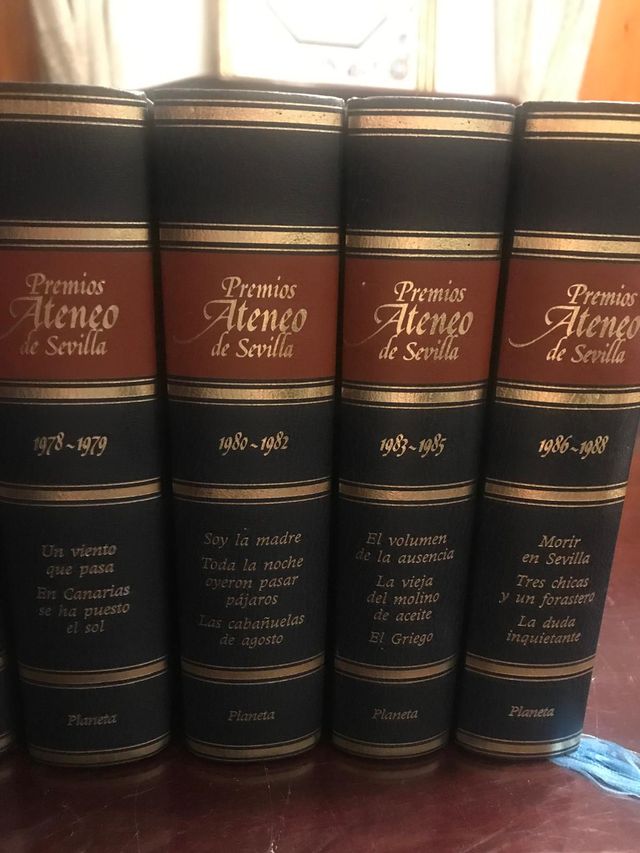 Premios
Ateneo
de Sevilla
1978~1979
Un viento
que pasa
En Canarias
se ha puesto
el sol
Planeta
Premios
Ateneo
de Sevilla
1980~1982
Soy la madre
Toda la noche
oyeron pasar
pájaros
Las cabañuelas
de agosto
Planeta
Premios
Ateneo
de Sevilla
1983~1985
El volumen
de la ausencia
La vieja
del molino
de aceite
El Griego
Planeta
Premios
Ateneo
de Sevilla
1986~1988
Morir
en Sevilla
Tres chicas
y un forastero
La duda
inquietante
Planeta